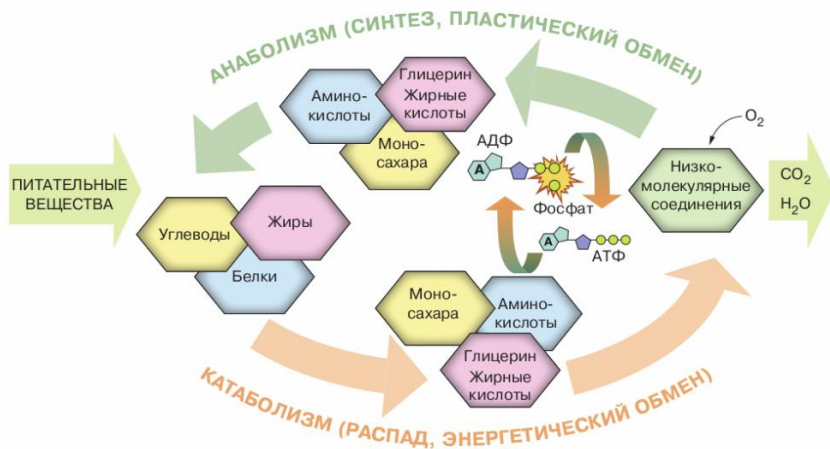 АНАБОЛИЗМ (СИНТЕЗ, ПЛАСТИЧЕСКИЙ ОБМЕН)
Глицерин
Жирные
кислоты
Амино-
кислоты
Моно-
сахара
O₂
АДФ
А
Фосфат
Низко-
молекулярные
соединения
CO₂
H₂O
ПИТАТЕЛЬНЫЕ
ВЕЩЕСТВА
Углеводы
Жиры
Белки
А
АТФ
Моно-
сахара
Амино-
кислоты
Глицерин
Жирные
кислоты
КАТАБОЛИЗМ (РАСПАД, ЭНЕРГЕТИЧЕСКИЙ ОБМЕН)